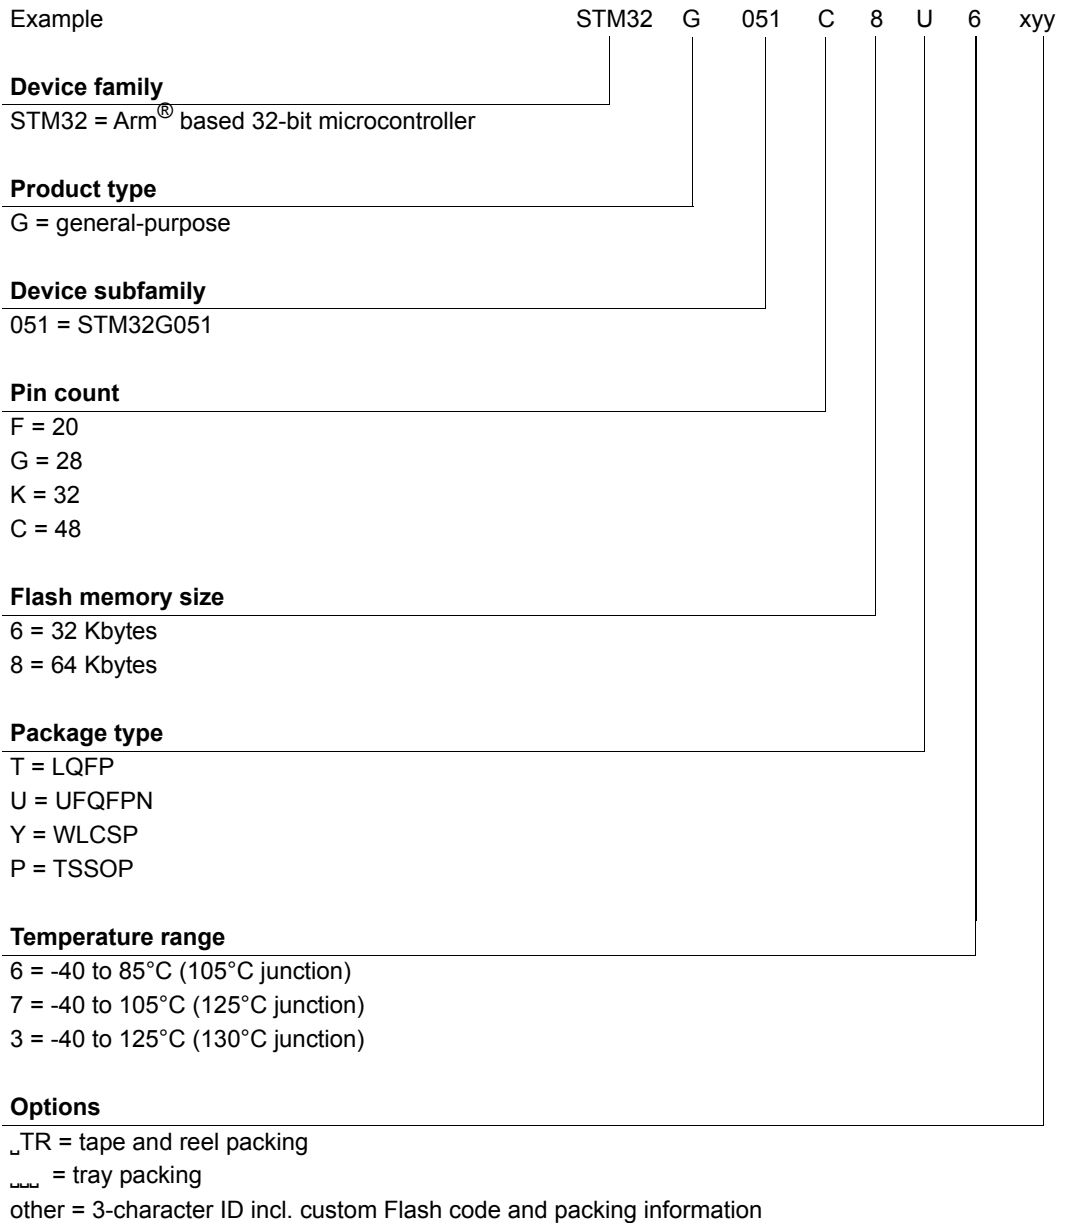 Example STM32 G 051 C 8 U 6 xyy
Device family
STM32 = Arm® based 32-bit microcontroller
Product type
G = general-purpose
Device subfamily
051 = STM32G051
Pin count
F = 20
G = 28
K = 32
C = 48
Flash memory size
6 = 32 Kbytes
8 = 64 Kbytes
Package type
T = LQFP
U = UFQFPN
Y = WLCSP
P = TSSOP
Temperature range
6 = -40 to 85°C (105°C junction)
7 = -40 to 105°C (125°C junction)
3 = -40 to 125°C (130°C junction)
Options
␣TR = tape and reel packing
␣␣␣ = tray packing
other = 3-character ID incl. custom Flash code and packing information